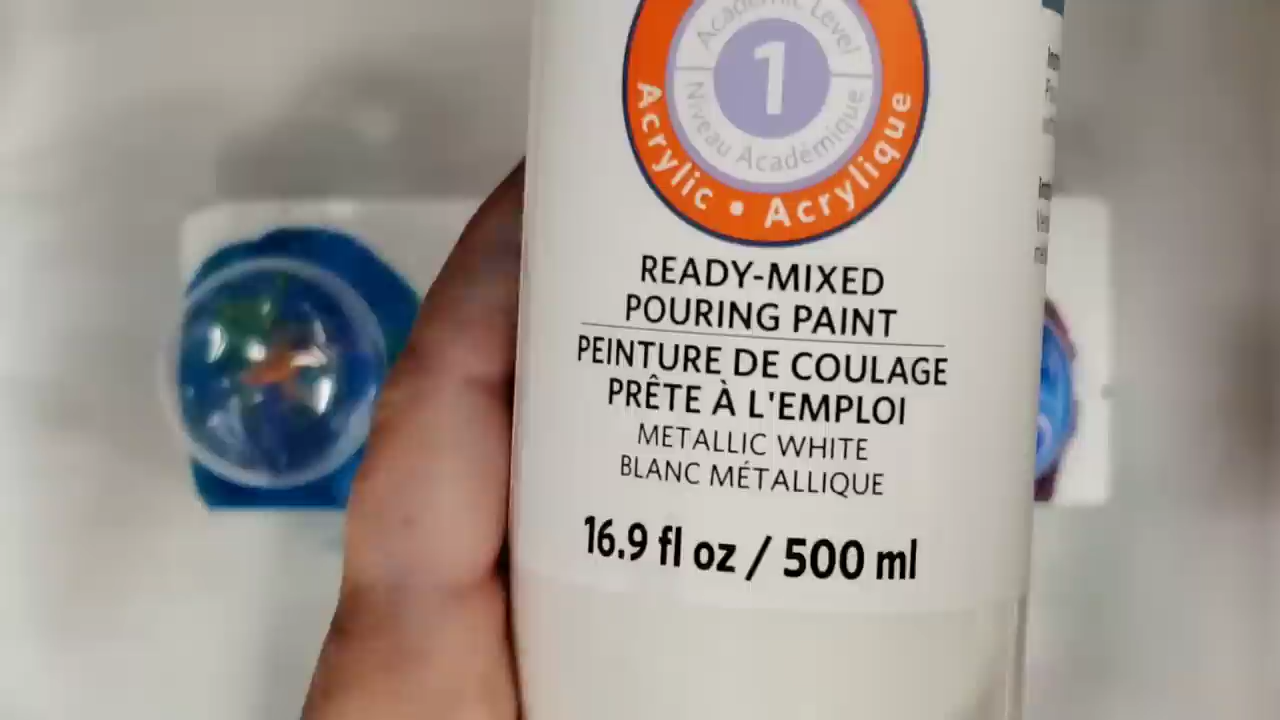 Academic Level
1
Niveau Académique
Acrylic • Acrylique
READY-MIXED
POURING PAINT
PEINTURE DE COULAGE
PRÊTE À L'EMPLOI
METALLIC WHITE
BLANC MÉTALLIQUE
16.9 fl oz / 500 ml